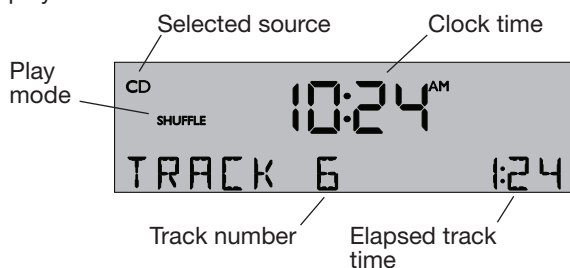 play
Selected source
Clock time
Play
mode
CD
10:24 AM
SHUFFLE
TRACK 6 1:24
Track number
Elapsed track
time